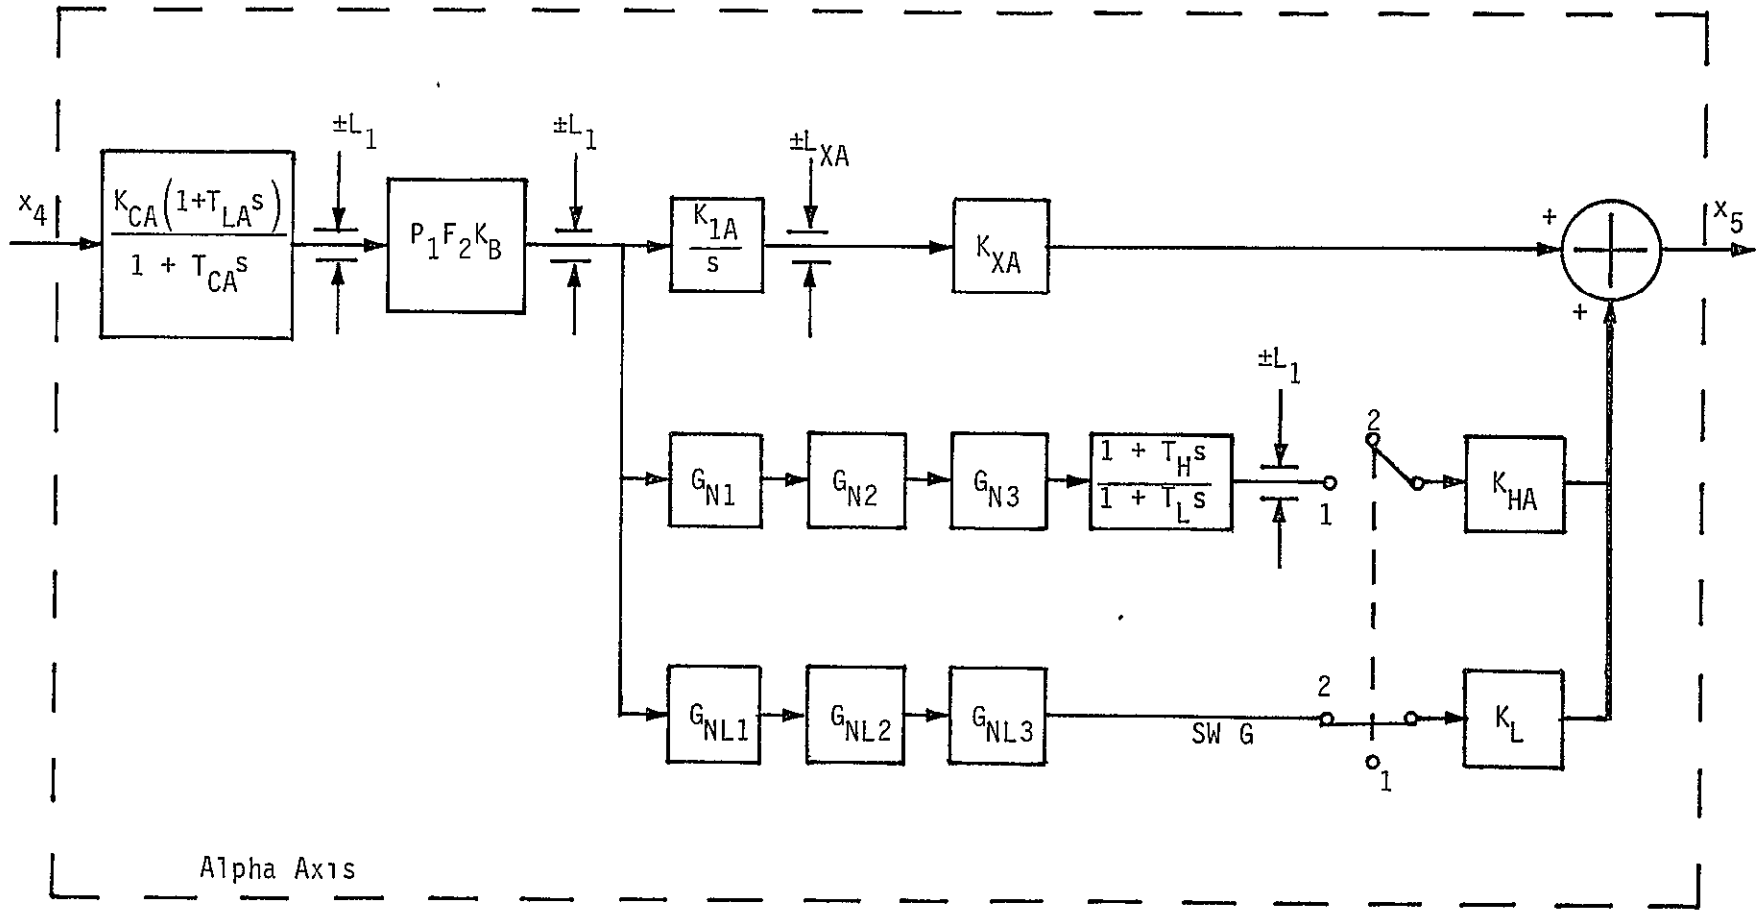 ±L1
±L1
±LXA
x4
KCA(1+TLAs)
1 + TCAs
P1F2KB
K1A
s
KXA
+
+
x5
±L1
GN1
GN2
GN3
1 + THs
1 + TLs
1
2
KHA
GNL1
GNL2
GNL3
SW G
2
1
KL
Alpha Axis